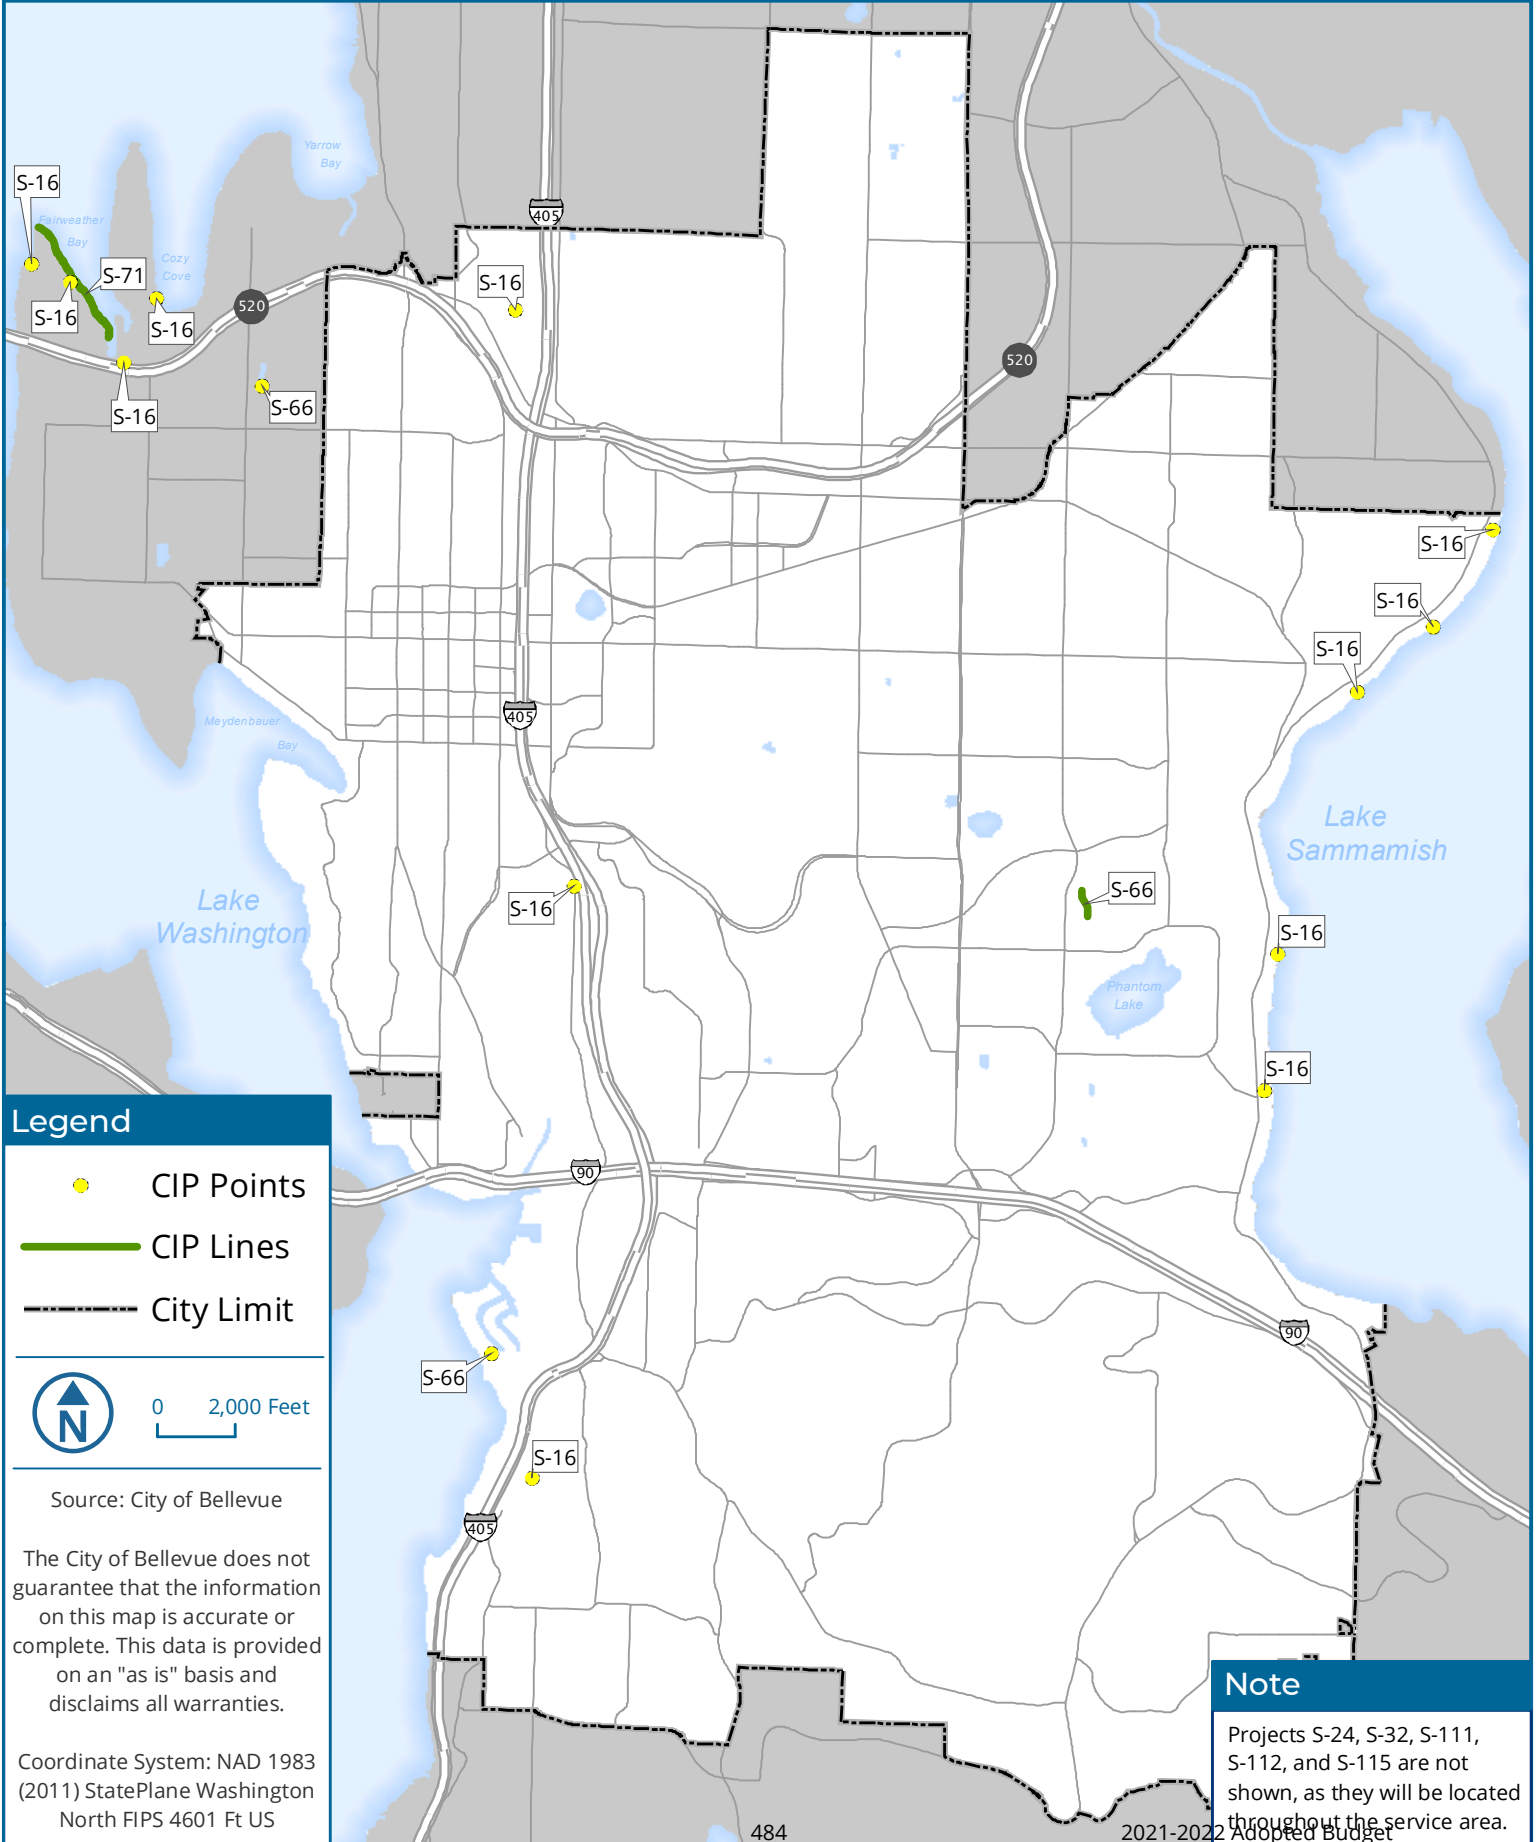 Yarrow
Bay
S-16
Fairweather
Bay
405
Cozy
Cove
S-71
S-16
S-16
S-16
520
520
S-16
S-66
S-16
S-16
S-16
405
Meydenbauer
Bay
Lake
Sammamish
S-66
Lake
Washington
S-16
S-16
Phantom
Lake
S-16
90
90
S-66
S-16
405
Legend
CIP Points
CIP Lines
City Limit
N
0 2,000 Feet
Source: City of Bellevue
The City of Bellevue does not
guarantee that the information
on this map is accurate or
complete. This data is provided
on an "as is" basis and
disclaims all warranties.
Coordinate System: NAD 1983
(2011) StatePlane Washington
North FIPS 4601 Ft US
Note
Projects S-24, S-32, S-111,
S-112, and S-115 are not
shown, as they will be located
throughout the service area.
484
2021-2022 Adopted Budget